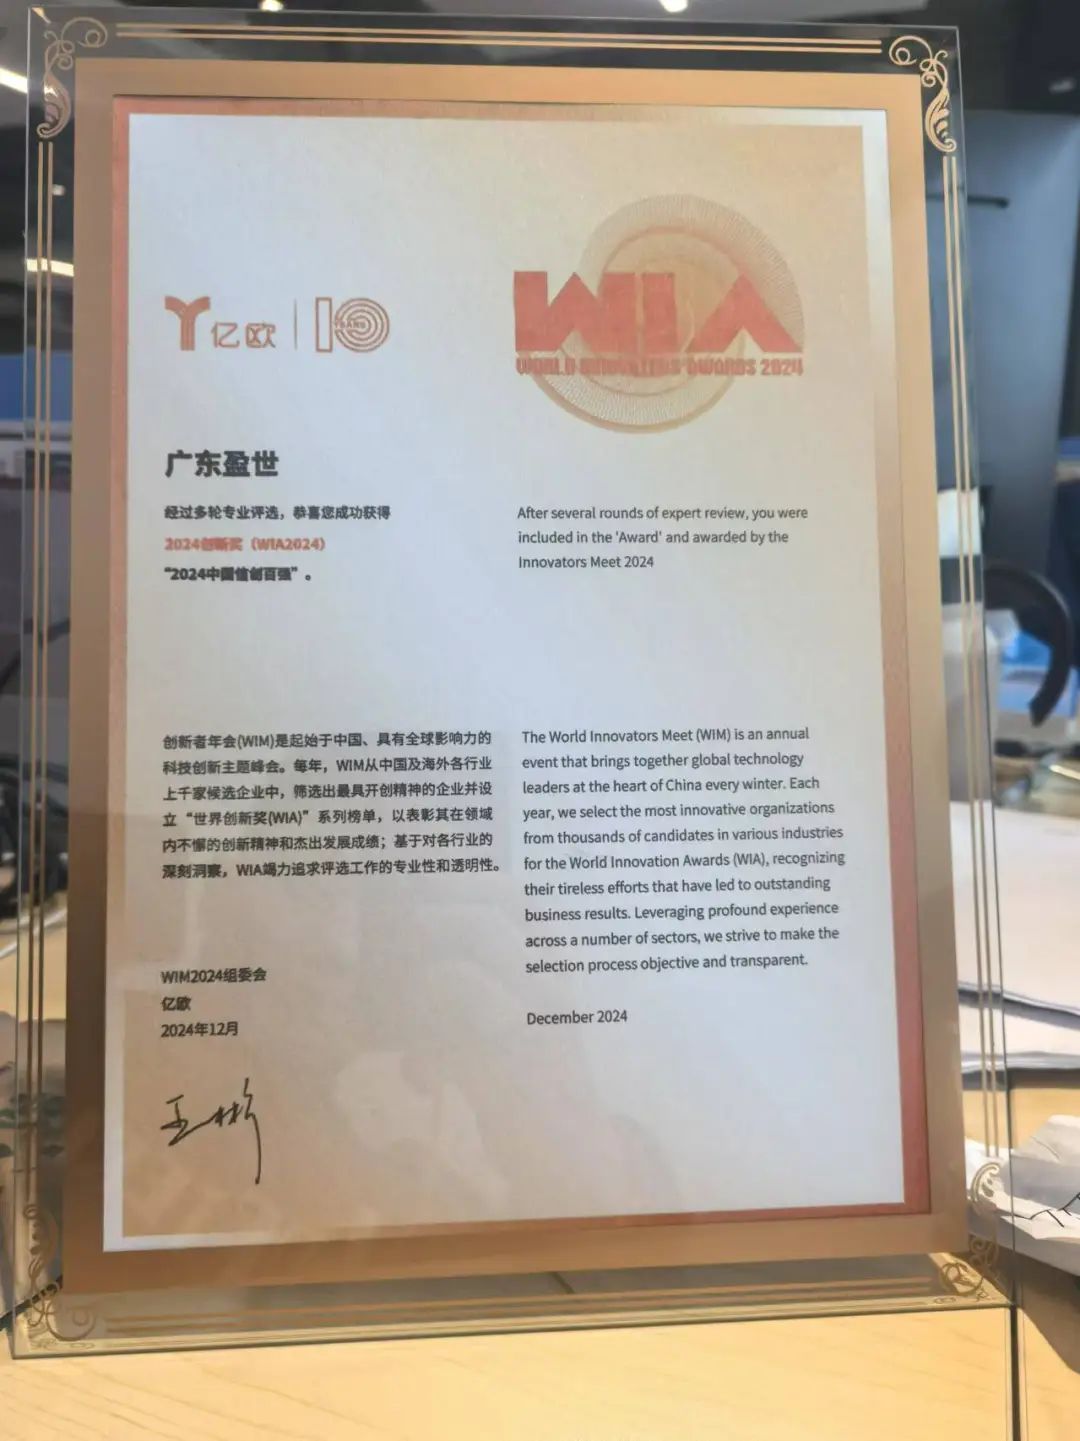 亿欧
10
YEARS
WIA
WORLD INNOVATORS' AWARDS 2024
广东盈世
经过多轮专业评选，恭喜您成功获得
2024创新奖（WIA2024）
“2024中国信创百强”。
After several rounds of expert review, you were
included in the 'Award' and awarded by the
Innovators Meet 2024
创新者年会(WIM)是起始于中国、具有全球影响力的
科技创新主题峰会。每年，WIM从中国及海外各行业
上千家候选企业中，筛选出最具开创精神的企业并设
立“世界创新奖(WIA)”系列榜单，以表彰其在领域
内不懈的创新精神和杰出发展成绩；基于对各行业的
深刻洞察，WIA竭力追求评选工作的专业性和透明性。
The World Innovators Meet (WIM) is an annual
event that brings together global technology
leaders at the heart of China every winter. Each
year, we select the most innovative organizations
from thousands of candidates in various industries
for the World Innovation Awards (WIA), recognizing
their tireless efforts that have led to outstanding
business results. Leveraging profound experience
across a number of sectors, we strive to make the
selection process objective and transparent.
WIM2024组委会
亿欧
2024年12月
December 2024
王彬